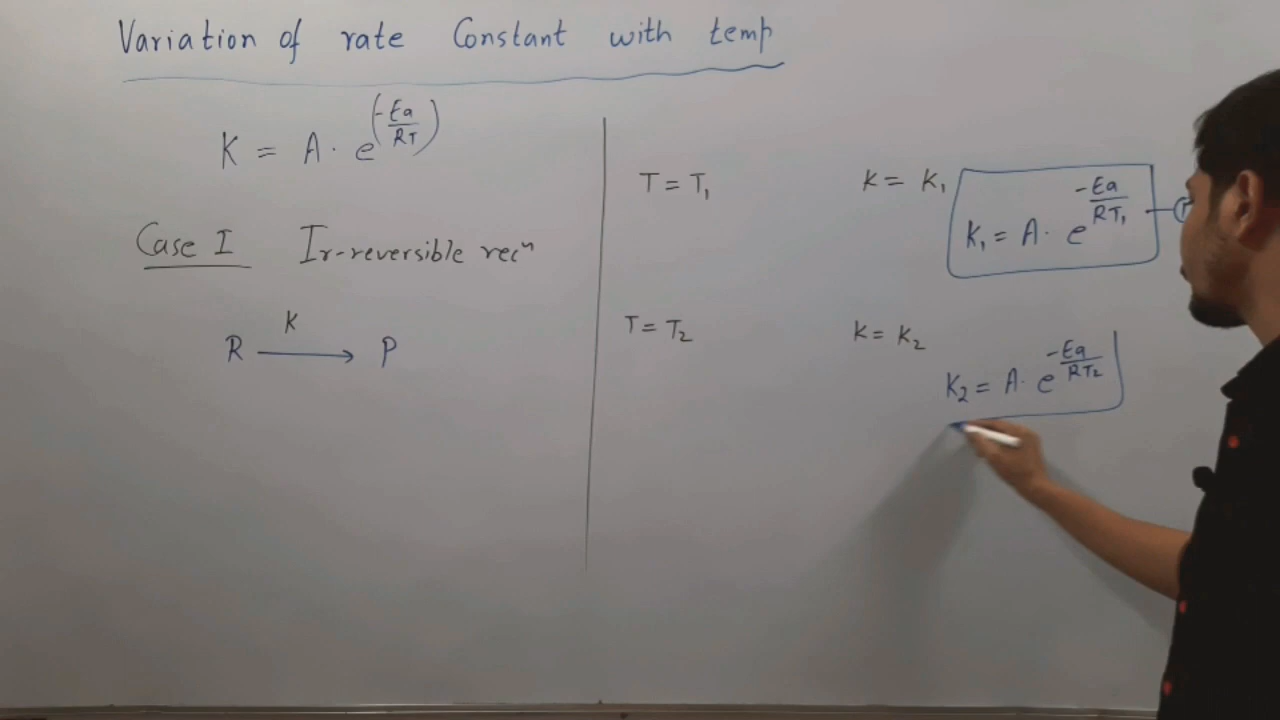 Variation of rate Constant with temp
K = A · e^(-Ea/RT)
Case I Ir-reversible recⁿ
R —K→ P
T = T₁ K = K₁
K₁ = A · e^(-Ea/RT₁)
T = T₂ K = K₂
K₂ = A · e^(-Ea/RT₂)